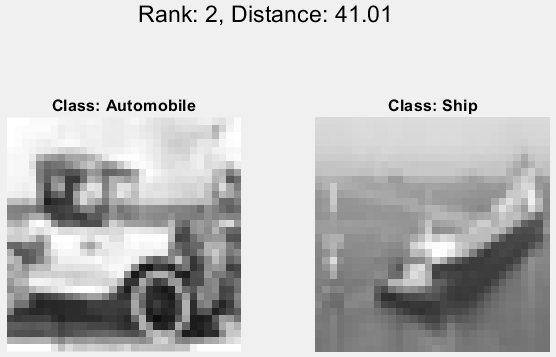 Rank: 2, Distance: 41.01
Class: Automobile
Class: Ship